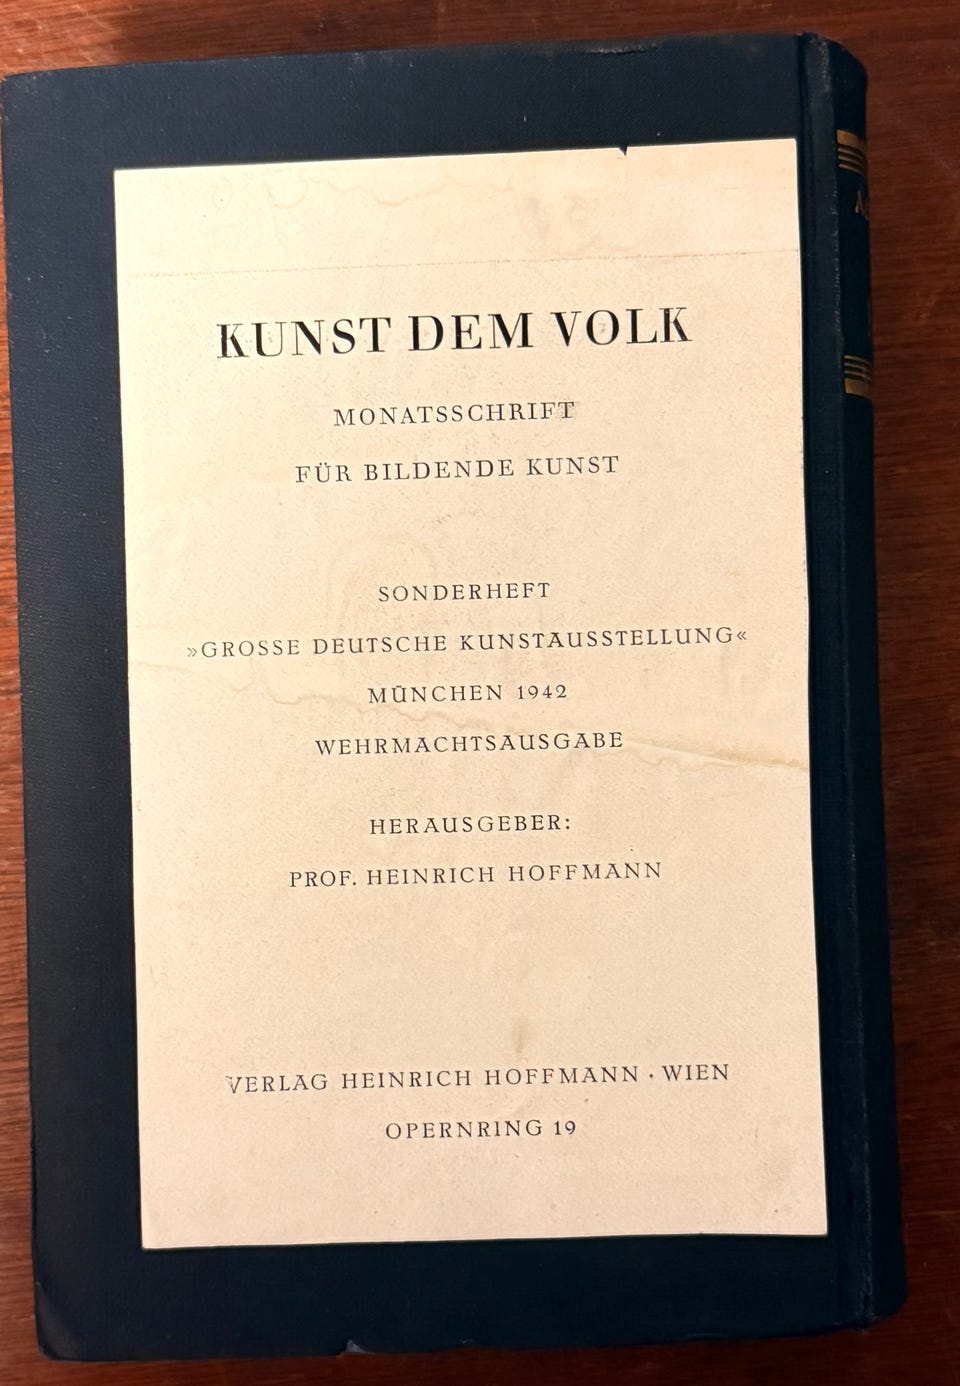 KUNST DEM VOLK
MONATSSCHRIFT
FÜR BILDENDE KUNST
SONDERHEFT
»GROSSE DEUTSCHE KUNSTAUSSTELLUNG«
MÜNCHEN 1942
WEHRMACHTSAUSGABE
HERAUSGEBER:
PROF. HEINRICH HOFFMANN
VERLAG HEINRICH HOFFMANN · WIEN
OPERNRING 19